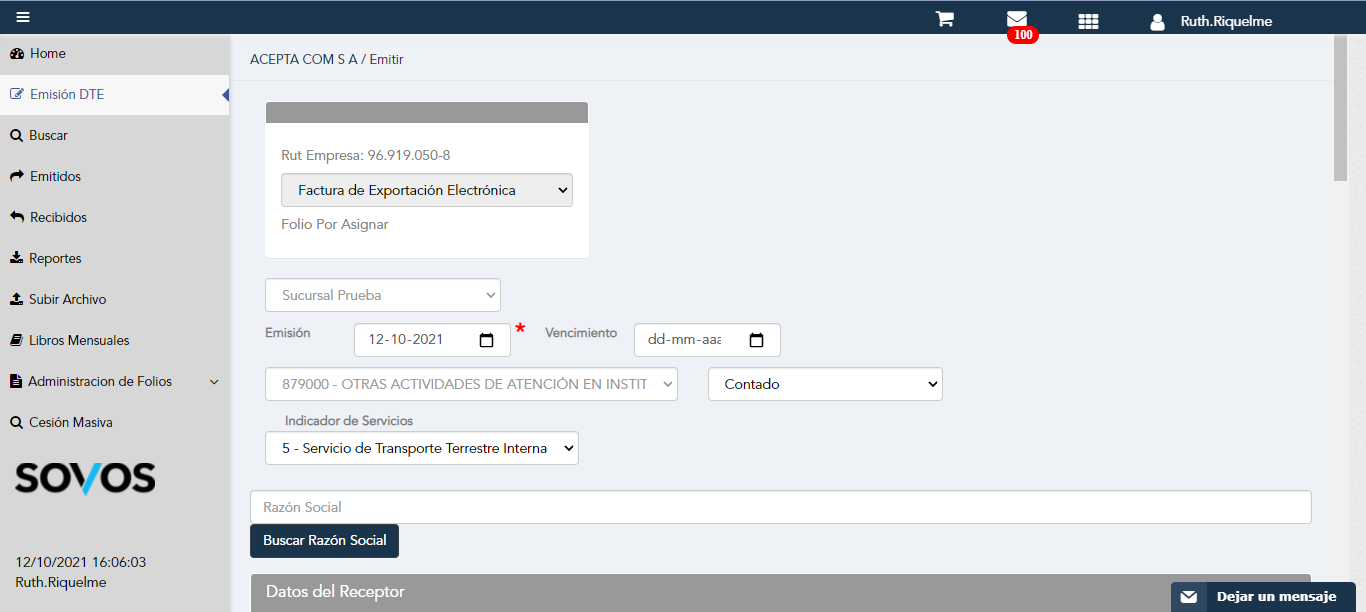 100
Ruth.Riquelme
Home
Emisión DTE
Buscar
Emitidos
Recibidos
Reportes
Subir Archivo
Libros Mensuales
Administracion de Folios
Cesión Masiva
sovos
12/10/2021 16:06:03
Ruth.Riquelme
ACEPTA COM S A / Emitir
Rut Empresa: 96.919.050-8
Factura de Exportación Electrónica
Folio Por Asignar
Sucursal Prueba
Emisión 12-10-2021 * Vencimiento dd-mm-aaa
879000 - OTRAS ACTIVIDADES DE ATENCIÓN EN INSTIT Contado
Indicador de Servicios
5 - Servicio de Transporte Terrestre Interna
Razón Social
Buscar Razón Social
Datos del Receptor
Dejar un mensaje